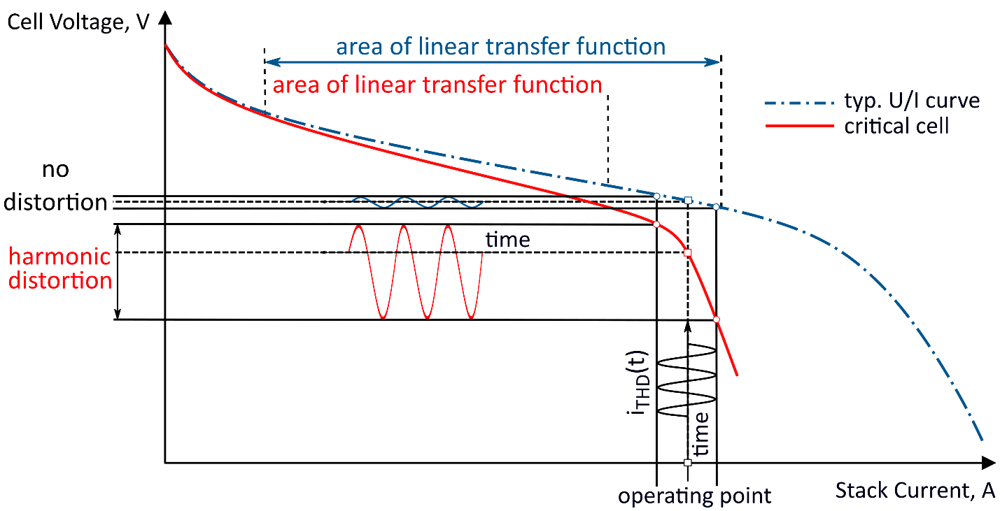 Cell Voltage, V
area of linear transfer function
area of linear transfer function
typ. U/I curve
critical cell
no
distortion
time
harmonic
distortion
iTHD(t)
time
operating point
Stack Current, A